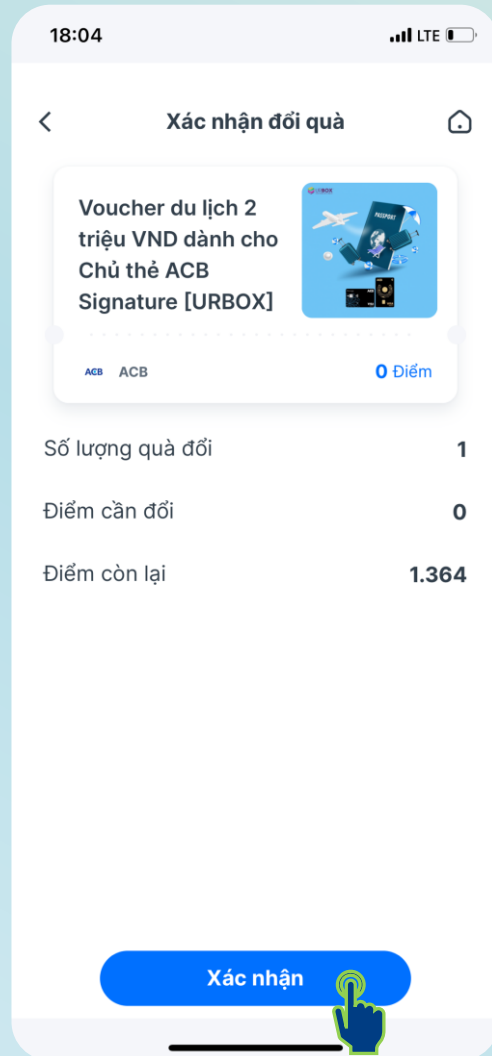 18:04
LTE
Xác nhận đổi quà
Voucher du lịch 2
triệu VND dành cho
Chủ thẻ ACB
Signature [URBOX]
URBOX
PASSPORT
ACB ACB
0 Điểm
Số lượng quà đổi
1
Điểm cần đổi
0
Điểm còn lại
1.364
Xác nhận